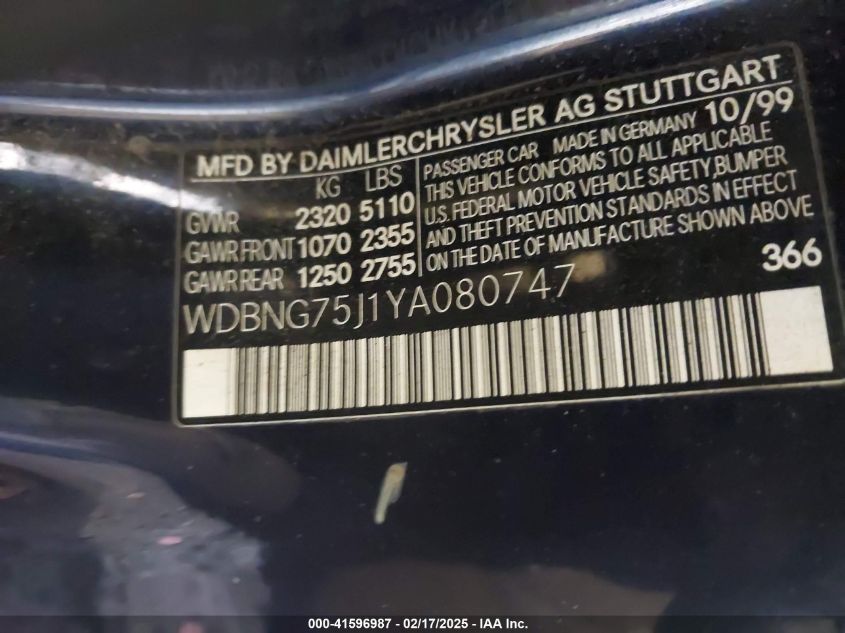 MFD BY DAIMLERCHRYSLER AG STUTTGART
10/99
KG LBS
GVWR 2320 5110
GAWR FRONT 1070 2355
GAWR REAR 1250 2755
PASSENGER CAR MADE IN GERMANY
THIS VEHICLE CONFORMS TO ALL APPLICABLE
U.S. FEDERAL MOTOR VEHICLE SAFETY, BUMPER
AND THEFT PREVENTION STANDARDS IN EFFECT
ON THE DATE OF MANUFACTURE SHOWN ABOVE
366
WDBNG75J1YA080747
000-41596987 - 02/17/2025 - IAA Inc.